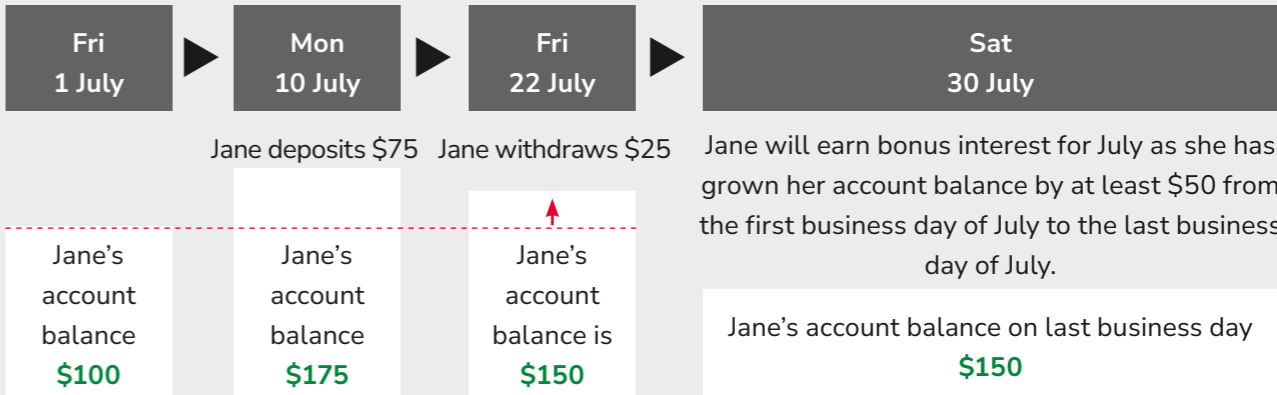 Fri
1 July
Mon
10 July
Fri
22 July
Sat
30 July
Jane deposits $75
Jane withdraws $25
Jane will earn bonus interest for July as she has
grown her account balance by at least $50 from
the first business day of July to the last business
day of July.
Jane’s
account
balance
$100
Jane’s
account
balance
$175
Jane’s
account
balance is
$150
Jane’s account balance on last business day
$150